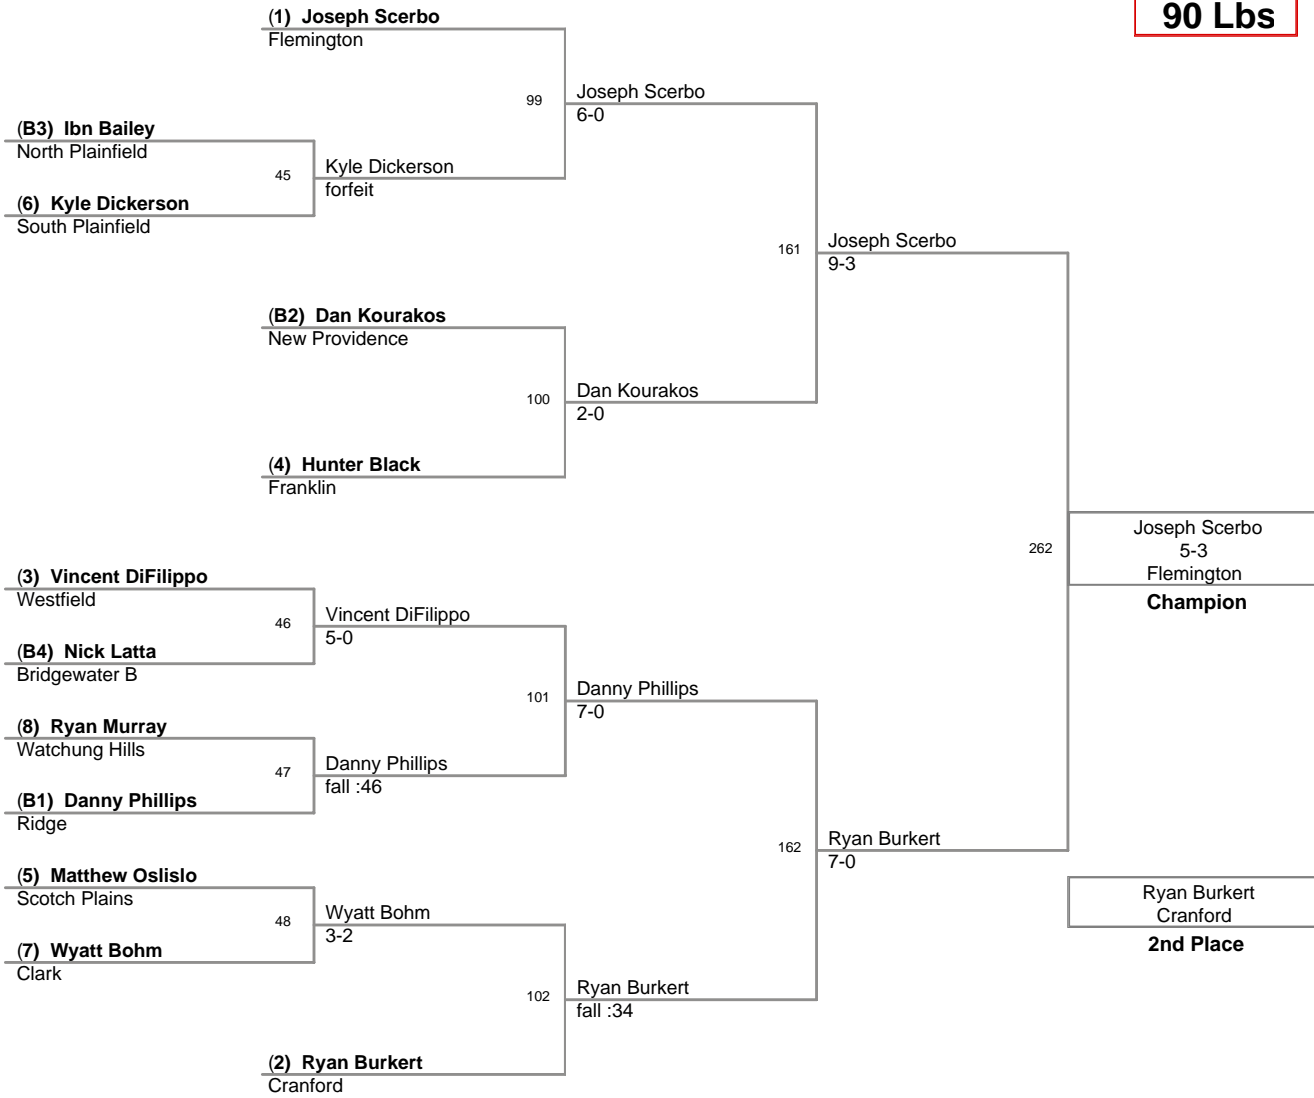 90 Lbs
(1) Joseph Scerbo
Flemington
99
Joseph Scerbo
6-0
(B3) Ibn Bailey
North Plainfield
45
Kyle Dickerson
forfeit
(6) Kyle Dickerson
South Plainfield
161
Joseph Scerbo
9-3
(B2) Dan Kourakos
New Providence
100
Dan Kourakos
2-0
(4) Hunter Black
Franklin
262
Joseph Scerbo
5-3
Flemington
Champion
(3) Vincent DiFilippo
Westfield
46
Vincent DiFilippo
5-0
(B4) Nick Latta
Bridgewater B
101
Danny Phillips
7-0
(8) Ryan Murray
Watchung Hills
47
Danny Phillips
fall :46
(B1) Danny Phillips
Ridge
162
Ryan Burkert
7-0
(5) Matthew Oslislo
Scotch Plains
48
Wyatt Bohm
3-2
(7) Wyatt Bohm
Clark
Ryan Burkert
Cranford
2nd Place
102
Ryan Burkert
fall :34
(2) Ryan Burkert
Cranford